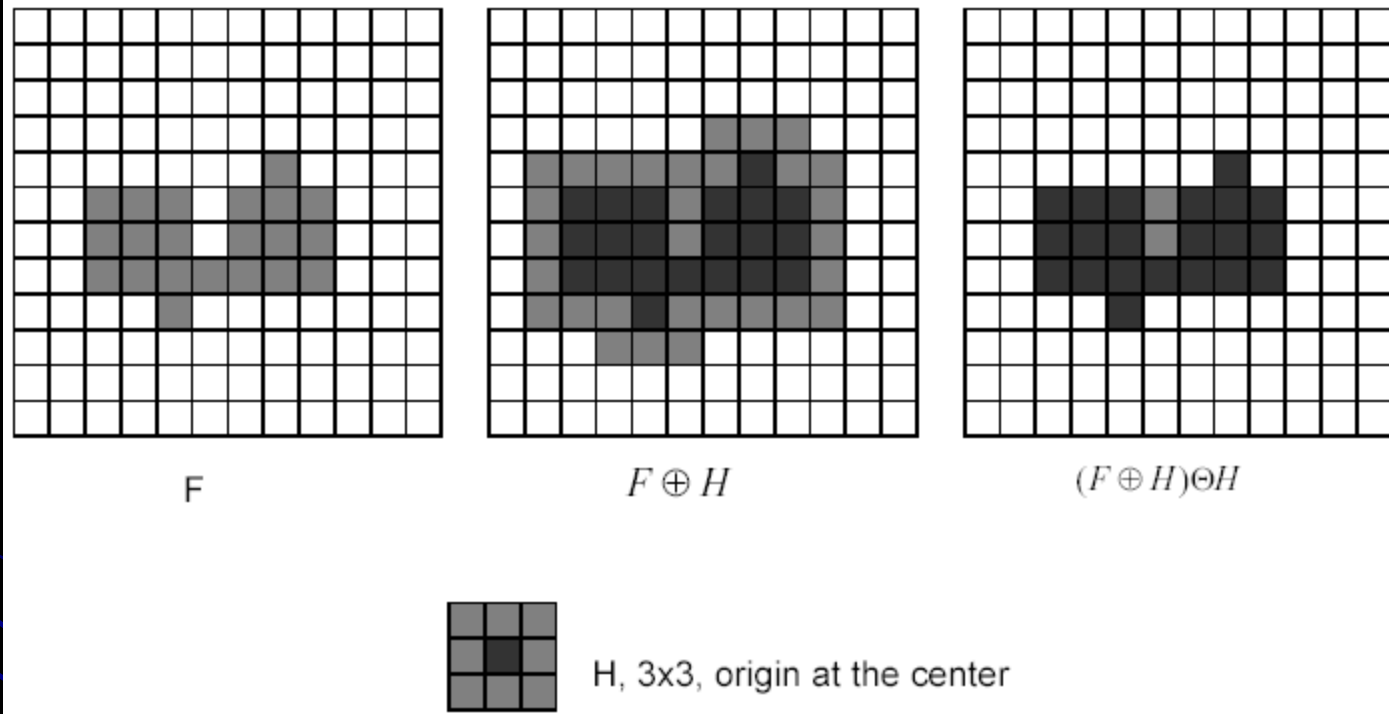 F
F ⊕ H
(F ⊕ H)ΘH
H, 3x3, origin at the center